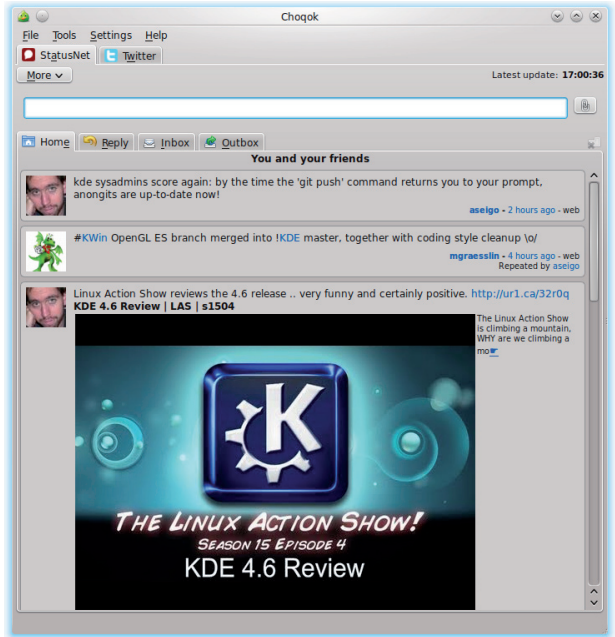 Choqok
File Tools Settings Help
StatusNet Twitter
More Latest update: 17:00:36
Home Reply Inbox Outbox
You and your friends
kde sysadmins score again: by the time the 'git push' command returns you to your prompt,
anongits are up-to-date now!
aseigo - 2 hours ago - web
#KWin OpenGL ES branch merged into !KDE master, together with coding style cleanup \o/
mgraesslin - 4 hours ago - web
Repeated by aseigo
Linux Action Show reviews the 4.6 release .. very funny and certainly positive. http://ur1.ca/32r0q
KDE 4.6 Review | LAS | s1504
The Linux Action Show
is climbing a mountain,
WHY are we climbing a
mo
K
THE LINUX ACTION SHOW!
SEASON 15 EPISODE 4
KDE 4.6 Review